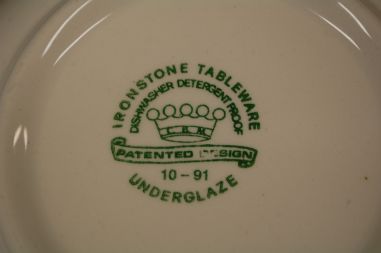 IRONSTONE TABLEWARE
DISHWASHER DETERGENT PROOF
L.B.M.
PATENTED DESIGN
10-91
UNDERGLAZE